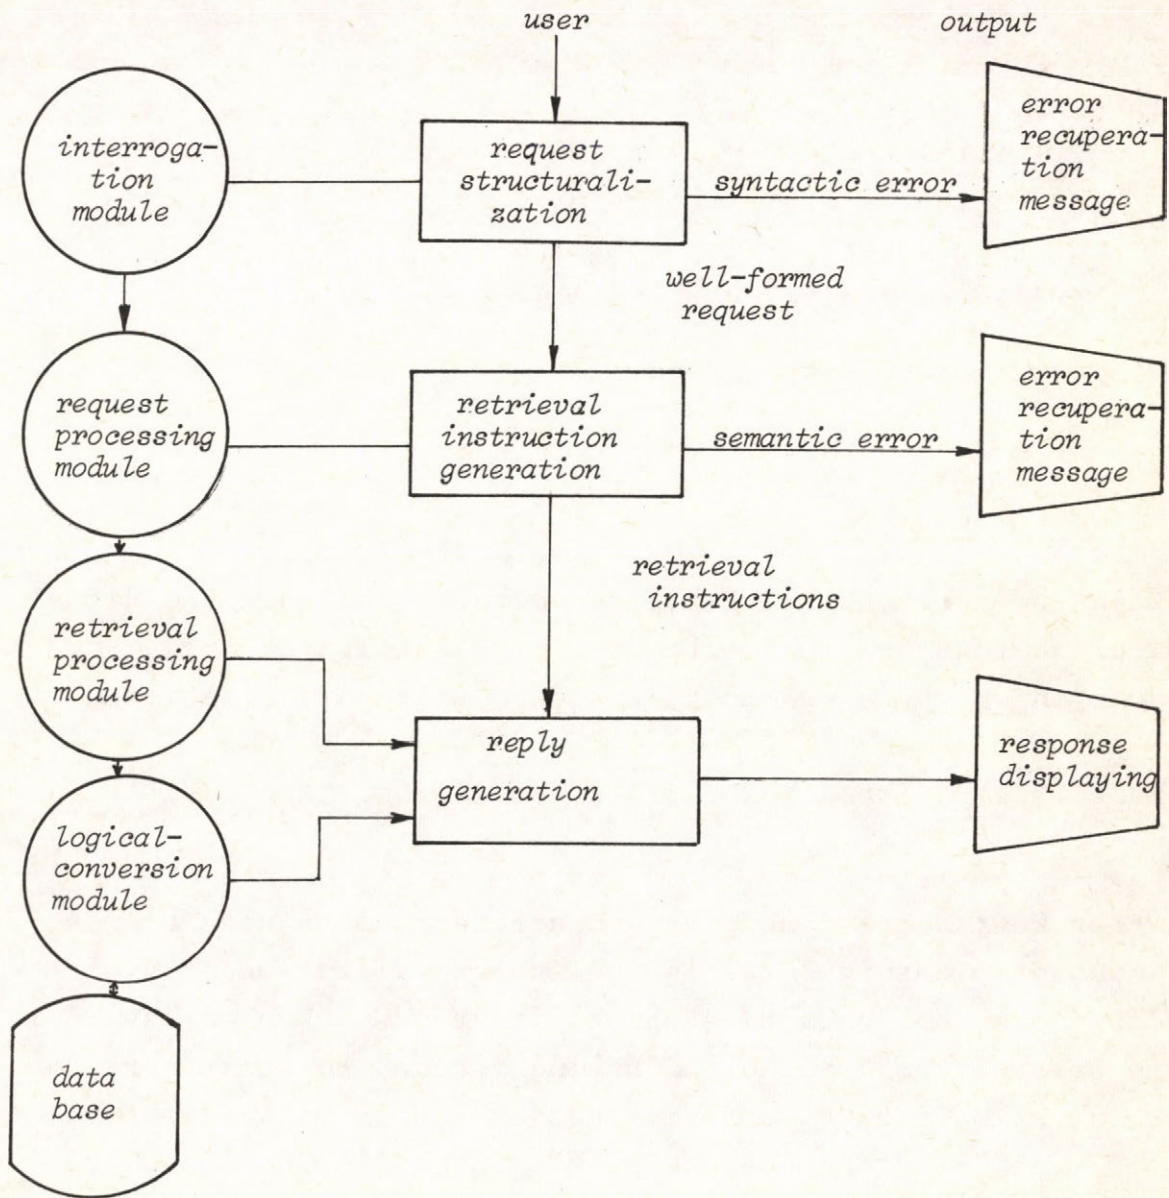 user
output
interroga-
tion
module
request
structurali-
zation
syntactic error
error
recupera-
tion
message
well-formed
request
request
processing
module
retrieval
instruction
generation
semantic error
error
recupera-
tion
message
retrieval
instructions
retrieval
processing
module
reply
generation
response
displaying
logical-
conversion
module
data
base